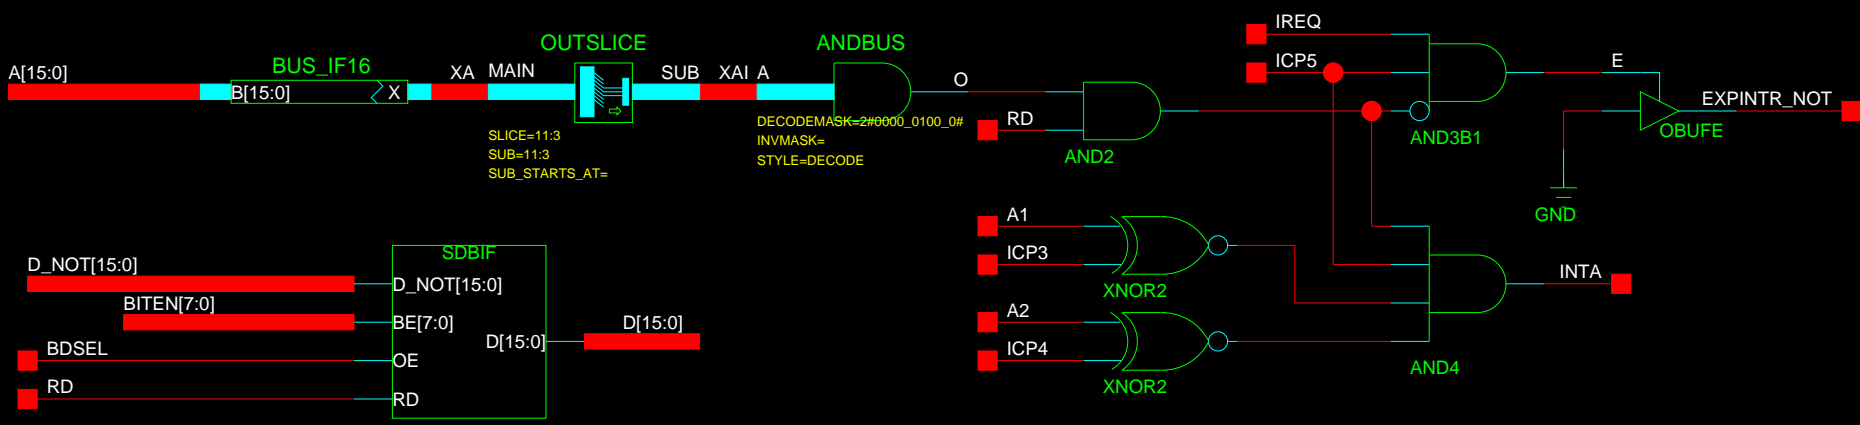 IREQ
OUTSLICE
ANDBUS
ICP5
E
A[15:0]
BUS_IF16
XA
MAIN
SUB
XAI
A
O
B[15:0]
X
EXPINTR_NOT
DECODEMASK=2#0000_0100_0#
RD
OBUFE
SLICE=11:3
INVMASK=
AND3B1
SUB=11:3
STYLE=DECODE
AND2
SUB_STARTS_AT=
A1
GND
SDBIF
ICP3
D_NOT[15:0]
INTA
D_NOT[15:0]
XNOR2
BITEN[7:0]
A2
BE[7:0]
D[15:0]
D[15:0]
BDSEL
ICP4
OE
AND4
RD
XNOR2
RD